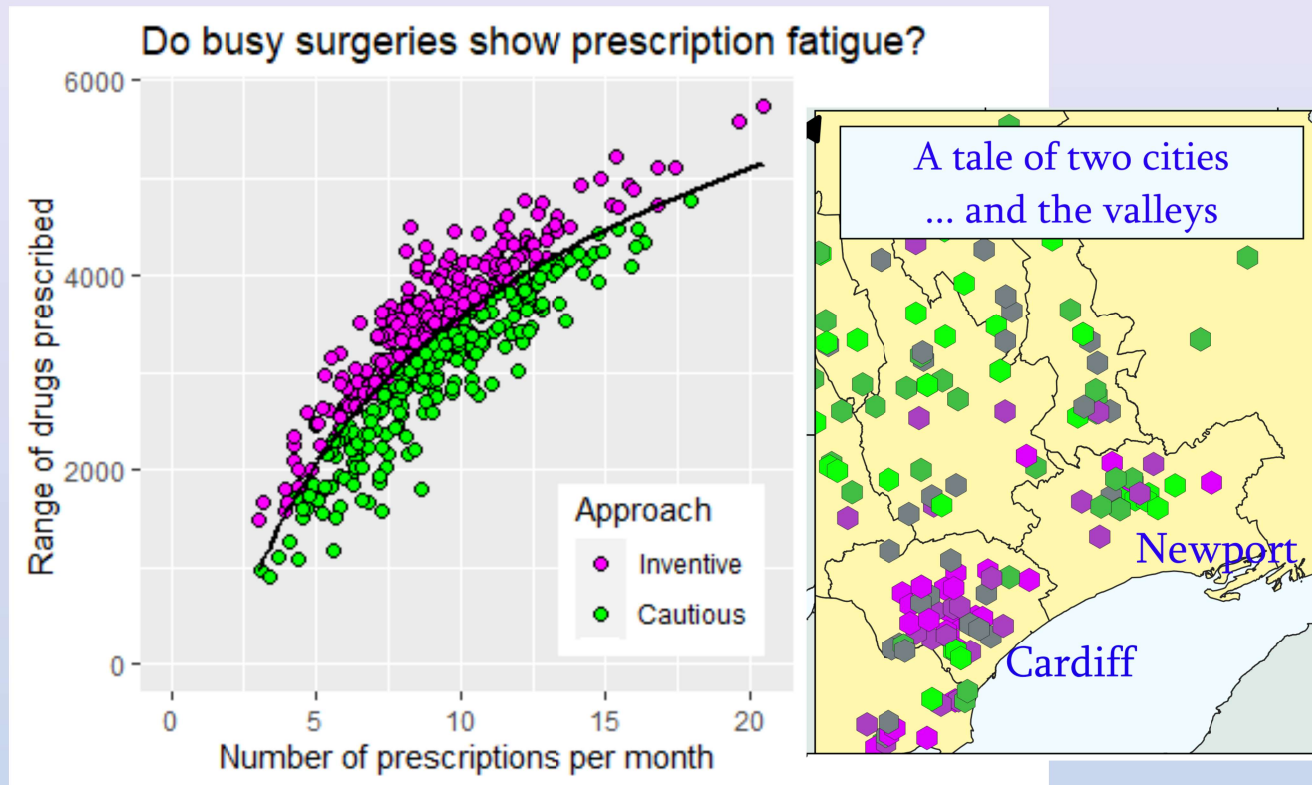 Do busy surgeries show prescription fatigue?
Range of drugs prescribed
6000
4000
2000
0
0 5 10 15 20
Number of prescriptions per month
Approach
Inventive
Cautious
A tale of two cities
... and the valleys
Newport
Cardiff